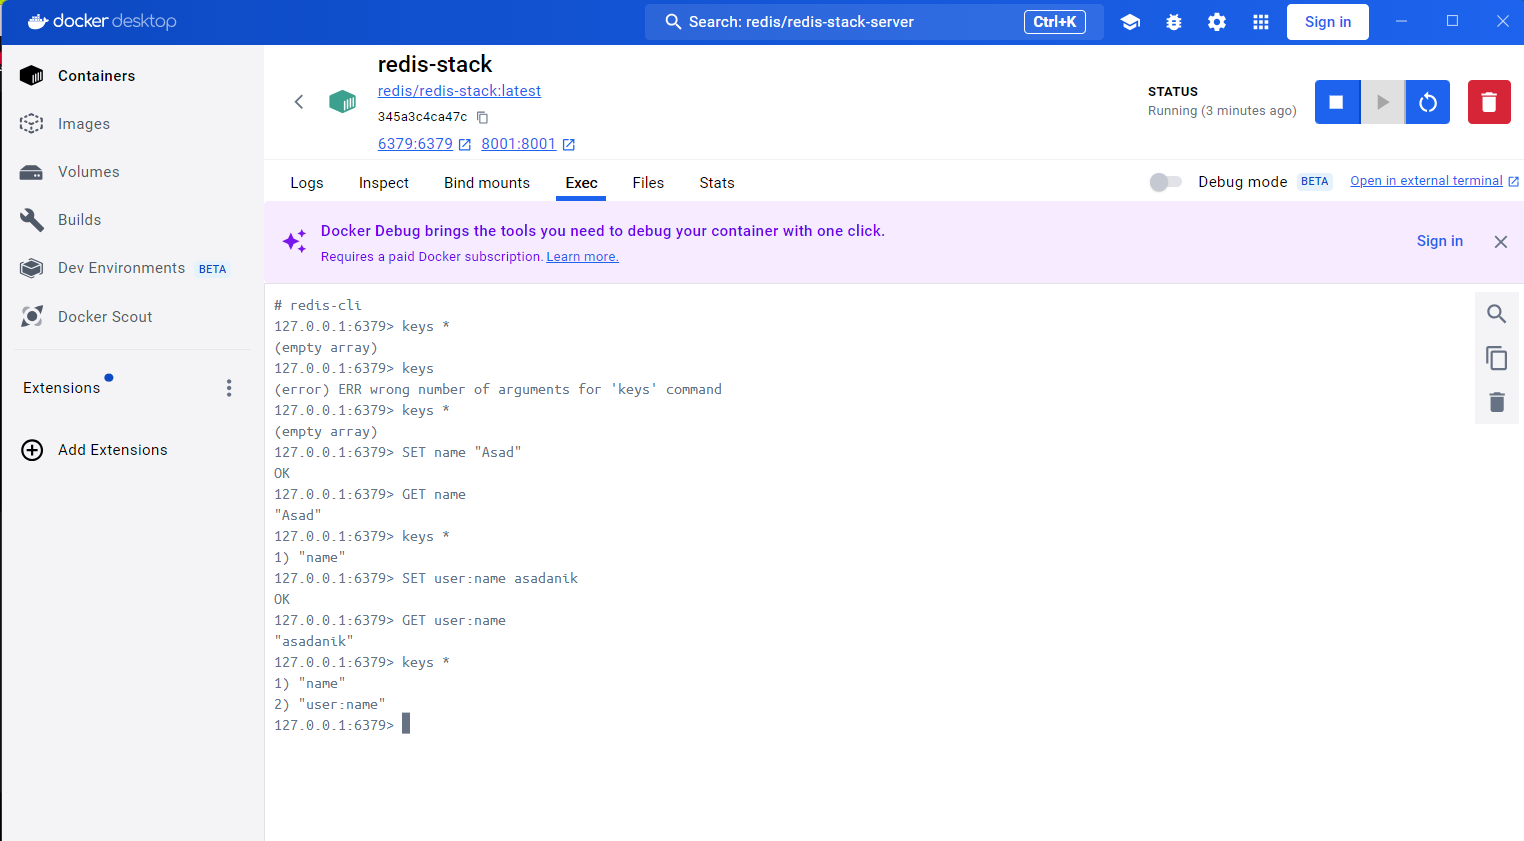 docker desktop
Search: redis/redis-stack-server
Ctrl+K
Sign in
Containers
Images
Volumes
Builds
Dev Environments BETA
Docker Scout
Extensions
Add Extensions
redis-stack
redis/redis-stack:latest
345a3c4ca47c
6379:6379 8001:8001
STATUS
Running (3 minutes ago)
Logs Inspect Bind mounts Exec Files Stats
Debug mode BETA Open in external terminal
Docker Debug brings the tools you need to debug your container with one click.
Requires a paid Docker subscription. Learn more.
Sign in
# redis-cli
127.0.0.1:6379> keys *
(empty array)
127.0.0.1:6379> keys
(error) ERR wrong number of arguments for 'keys' command
127.0.0.1:6379> keys *
(empty array)
127.0.0.1:6379> SET name "Asad"
OK
127.0.0.1:6379> GET name
"Asad"
127.0.0.1:6379> keys *
1) "name"
127.0.0.1:6379> SET user:name asadanik
OK
127.0.0.1:6379> GET user:name
"asadanik"
127.0.0.1:6379> keys *
1) "name"
2) "user:name"
127.0.0.1:6379>